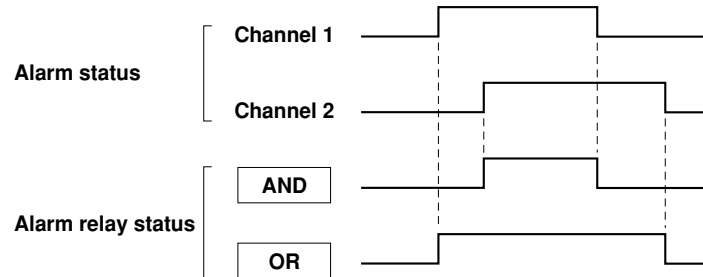 Channel 1
Alarm status
Channel 2
AND
Alarm relay status
OR